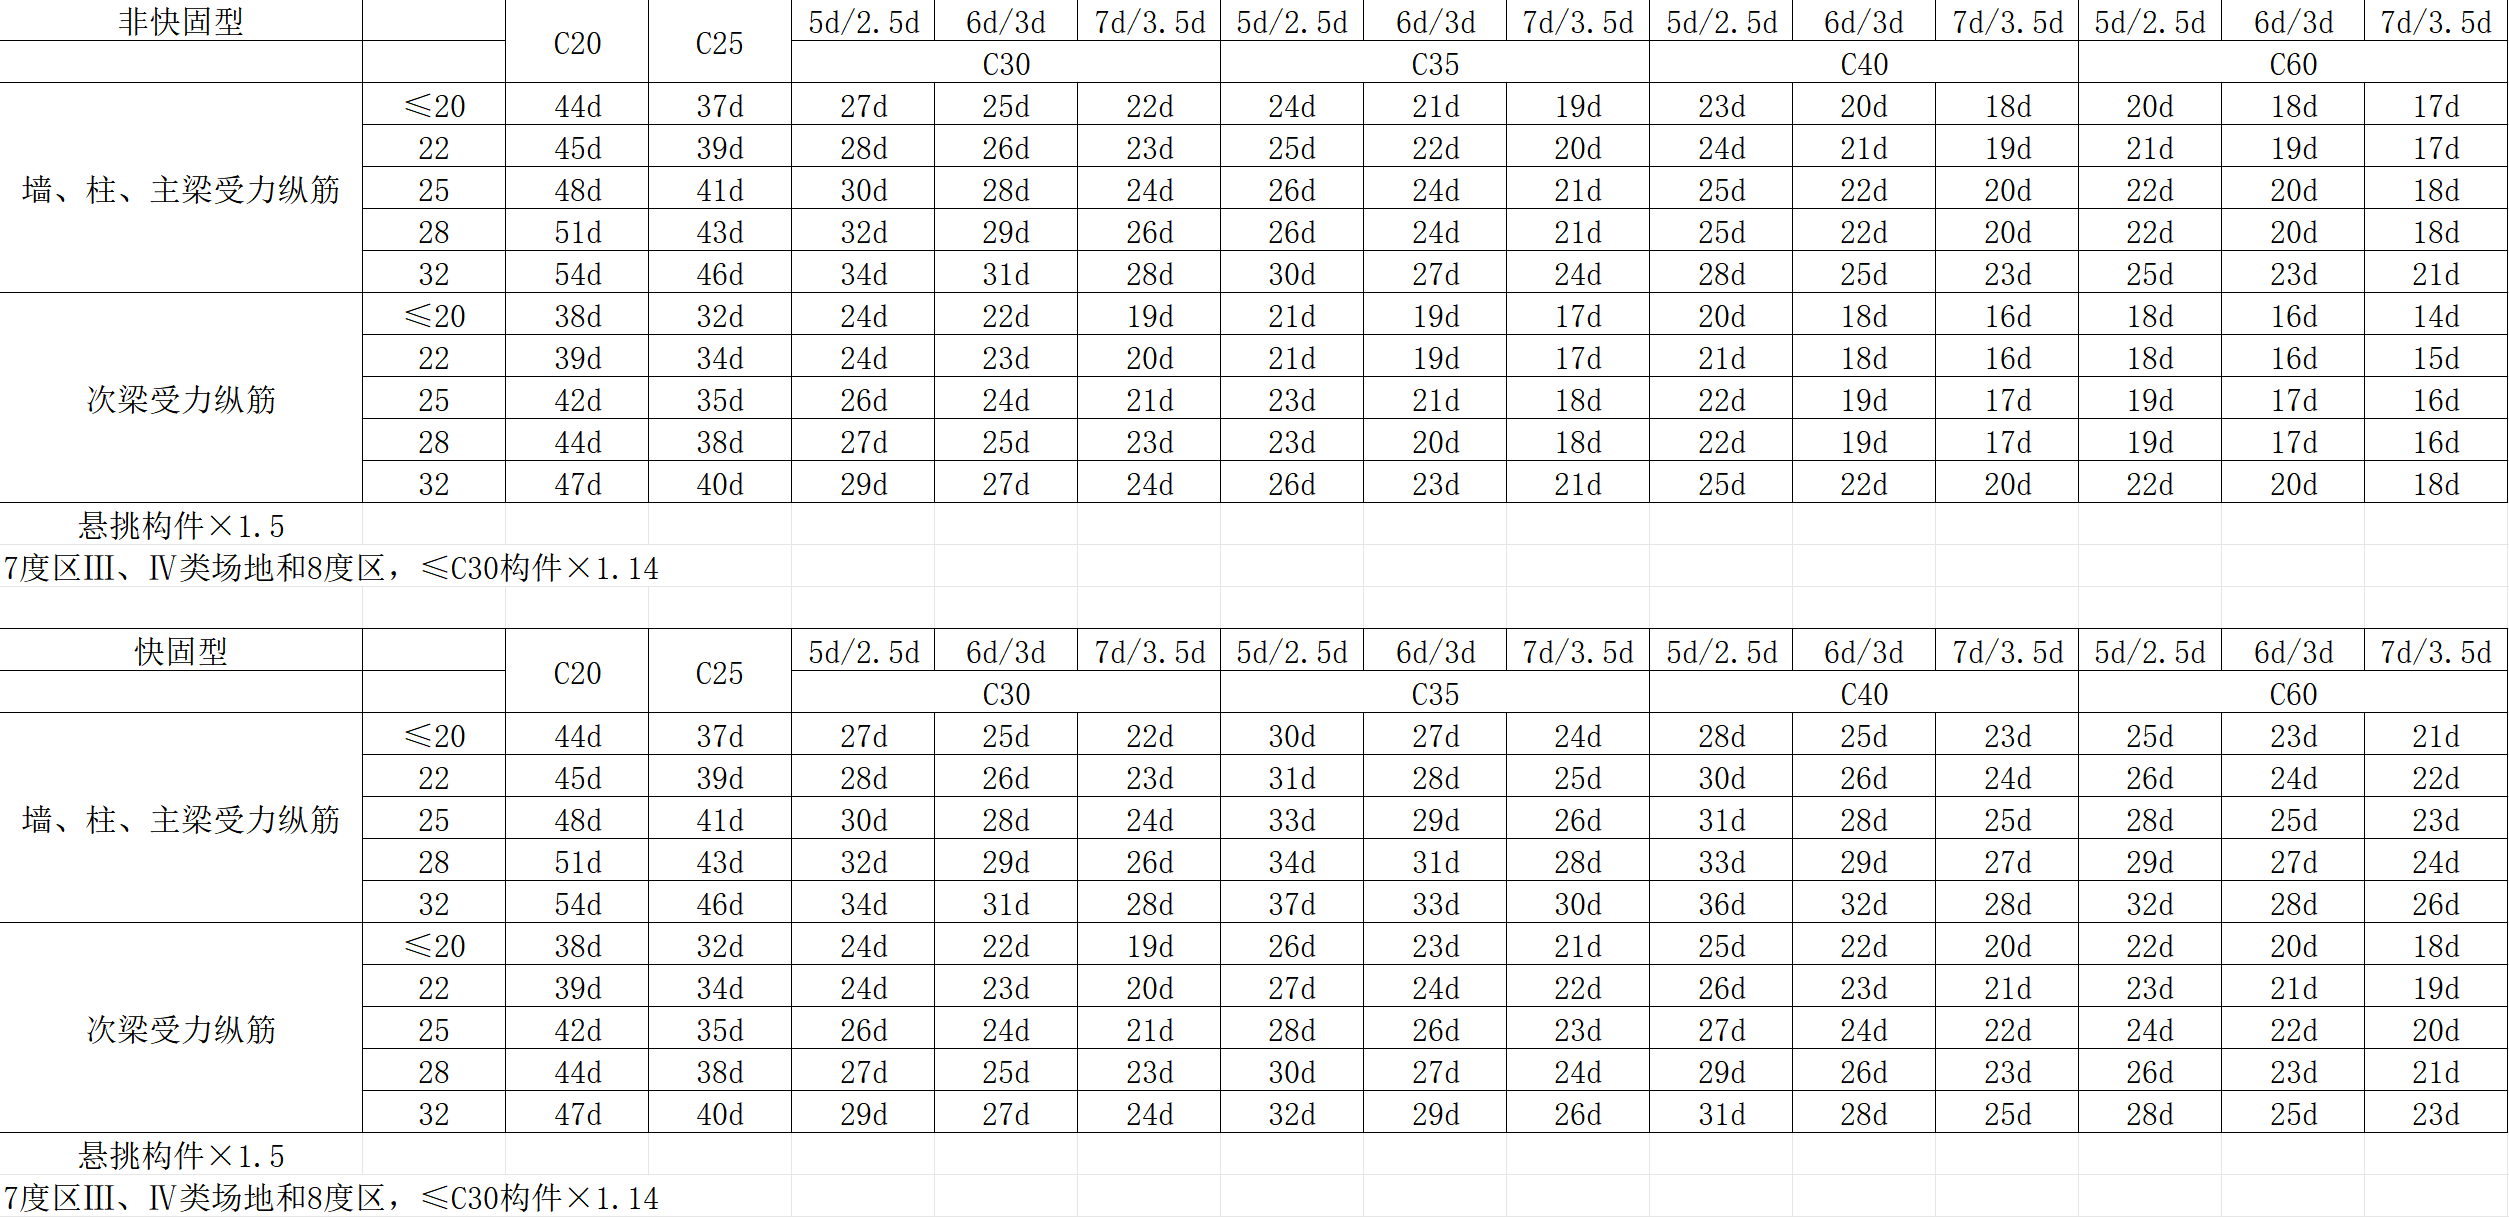 非快固型 C20 C25 5d/2.5d 6d/3d 7d/3.5d 5d/2.5d 6d/3d 7d/3.5d 5d/2.5d 6d/3d 7d/3.5d 5d/2.5d 6d/3d 7d/3.5d
C30 C35 C40 C60
墙、柱、主梁受力纵筋 ≤20 44d 37d 27d 25d 22d 24d 21d 19d 23d 20d 18d 20d 18d 17d
22 45d 39d 28d 26d 23d 25d 22d 20d 24d 21d 19d 21d 19d 17d
25 48d 41d 30d 28d 24d 26d 24d 21d 25d 22d 20d 22d 20d 18d
28 51d 43d 32d 29d 26d 26d 24d 21d 25d 22d 20d 22d 20d 18d
32 54d 46d 34d 31d 28d 30d 27d 24d 28d 25d 23d 25d 23d 21d
次梁受力纵筋 ≤20 38d 32d 24d 22d 19d 21d 19d 17d 20d 18d 16d 18d 16d 14d
22 39d 34d 24d 23d 20d 21d 19d 17d 21d 18d 16d 18d 16d 15d
25 42d 35d 26d 24d 21d 23d 21d 18d 22d 19d 17d 19d 17d 16d
28 44d 38d 27d 25d 23d 23d 20d 18d 22d 19d 17d 19d 17d 16d
32 47d 40d 29d 27d 24d 26d 23d 21d 25d 22d 20d 22d 20d 18d
悬挑构件×1.5
7度区Ⅲ、Ⅳ类场地和8度区，≤C30构件×1.14
快固型 C20 C25 5d/2.5d 6d/3d 7d/3.5d 5d/2.5d 6d/3d 7d/3.5d 5d/2.5d 6d/3d 7d/3.5d 5d/2.5d 6d/3d 7d/3.5d
C30 C35 C40 C60
墙、柱、主梁受力纵筋 ≤20 44d 37d 27d 25d 22d 30d 27d 24d 28d 25d 23d 25d 23d 21d
22 45d 39d 28d 26d 23d 31d 28d 25d 30d 26d 24d 26d 24d 22d
25 48d 41d 30d 28d 24d 33d 29d 26d 31d 28d 25d 28d 25d 23d
28 51d 43d 32d 29d 26d 34d 31d 28d 33d 29d 27d 29d 27d 24d
32 54d 46d 34d 31d 28d 37d 33d 30d 36d 32d 28d 32d 28d 26d
次梁受力纵筋 ≤20 38d 32d 24d 22d 19d 26d 23d 21d 25d 22d 20d 22d 20d 18d
22 39d 34d 24d 23d 20d 27d 24d 22d 26d 23d 21d 23d 21d 19d
25 42d 35d 26d 24d 21d 28d 26d 23d 27d 24d 22d 24d 22d 20d
28 44d 38d 27d 25d 23d 30d 27d 24d 29d 26d 23d 26d 23d 21d
32 47d 40d 29d 27d 24d 32d 29d 26d 31d 28d 25d 28d 25d 23d
悬挑构件×1.5
7度区Ⅲ、Ⅳ类场地和8度区，≤C30构件×1.14